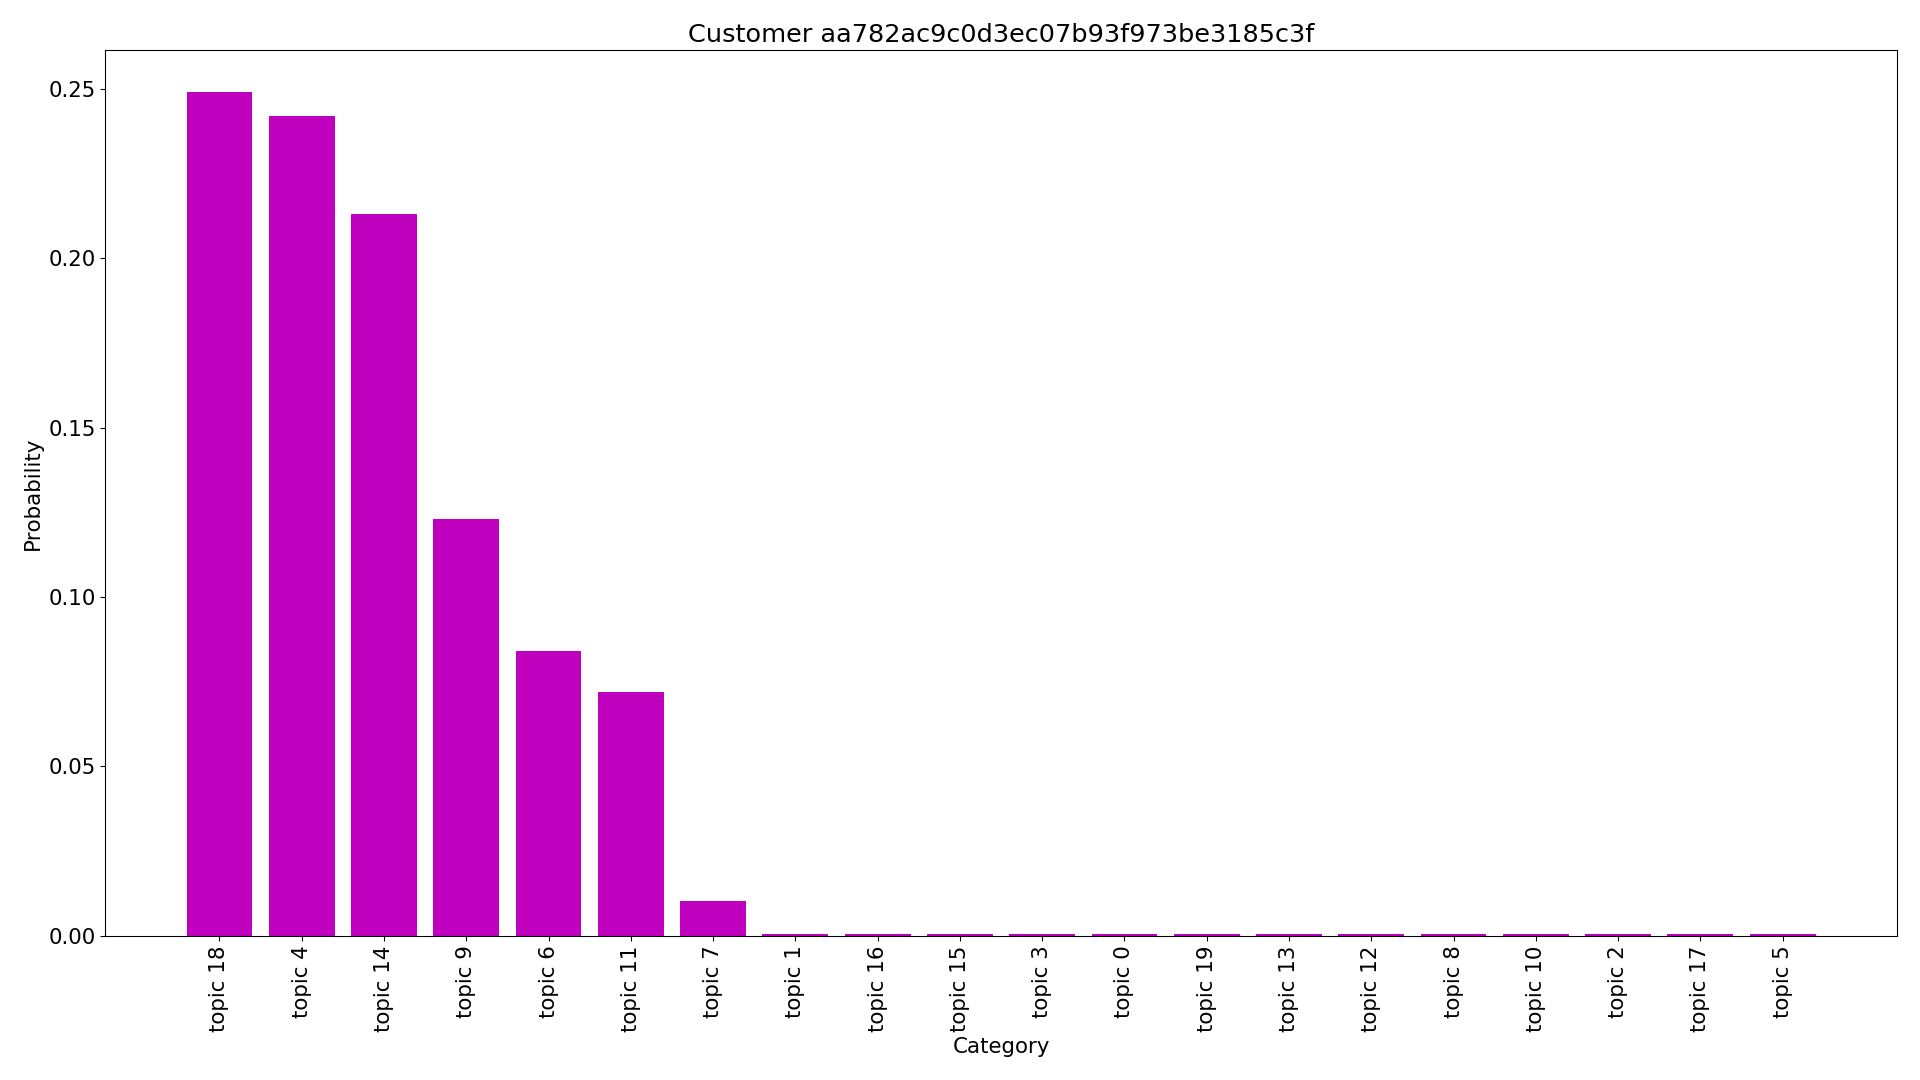 Customer aa782ac9c0d3ec07b93f973be3185c3f
0.25
0.20
0.15
0.10
0.05
0.00
Probability
topic 18
topic 4
topic 14
topic 9
topic 6
topic 11
topic 7
topic 1
topic 16
topic 15
topic 3
topic 0
topic 19
topic 13
topic 12
topic 8
topic 10
topic 2
topic 17
topic 5
Category